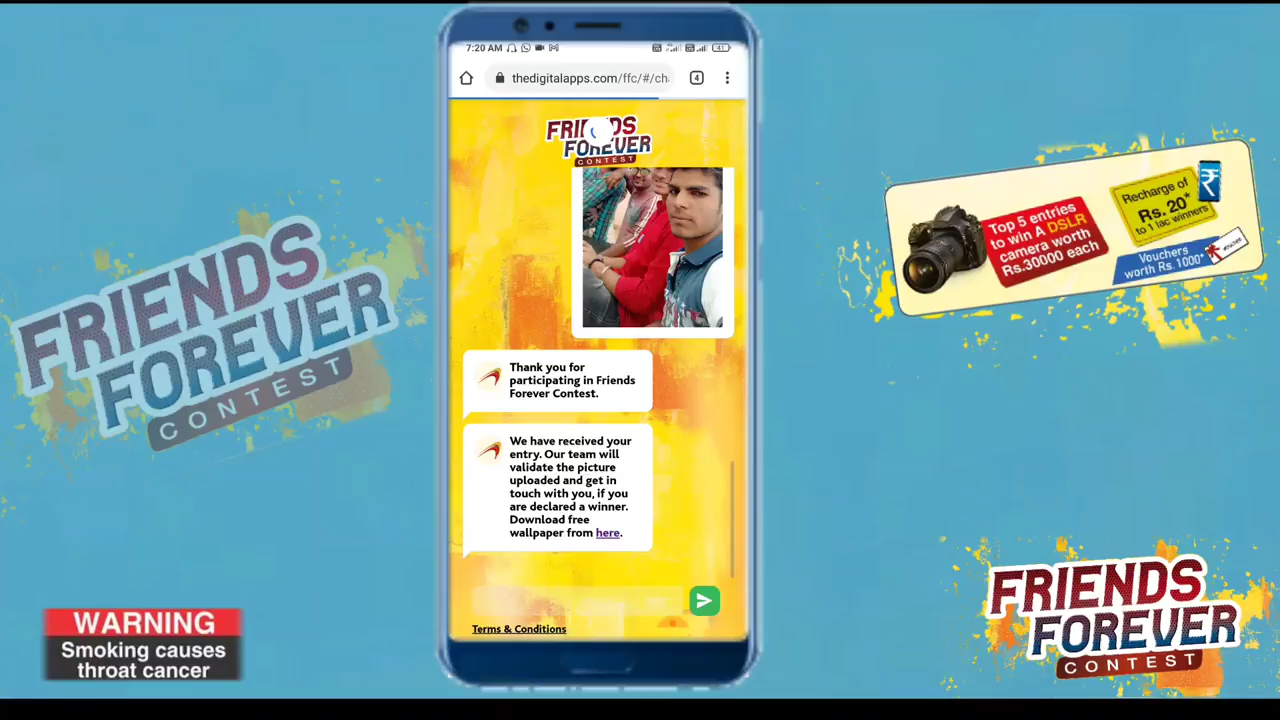 7:20 AM
41
thedigitalapps.com/ffc/#/ch
4
FOREVER
CONTEST
Thank you for
participating in Friends
Forever Contest.
We have received your
entry. Our team will
validate the picture
uploaded and get in
touch with you, if you
are declared a winner.
Download free
wallpaper from here.
Terms & Conditions
FRIENDS
FOREVER
CONTEST
Top 5 entries
to win A DSLR
camera worth
Rs.30000 each
Recharge of
Rs. 20*
to 1 lac winners
₹
Vouchers
worth Rs.1000*
WARNING
Smoking causes
throat cancer
FRIENDS
FOREVER
CONTEST